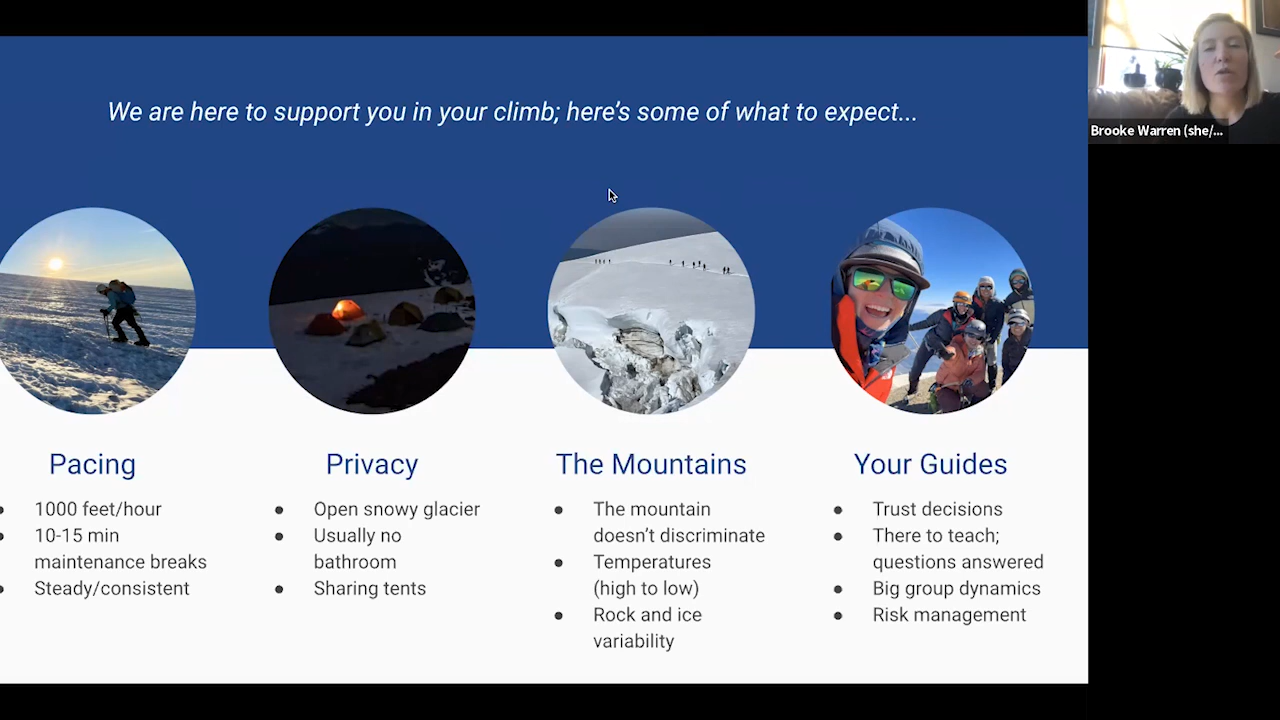 We are here to support you in your climb; here's some of what to expect...
Brooke Warren (she/...
Pacing
• 1000 feet/hour
• 10-15 min
maintenance breaks
• Steady/consistent
Privacy
• Open snowy glacier
• Usually no
bathroom
• Sharing tents
The Mountains
• The mountain
doesn't discriminate
• Temperatures
(high to low)
• Rock and ice
variability
Your Guides
• Trust decisions
• There to teach;
questions answered
• Big group dynamics
• Risk management